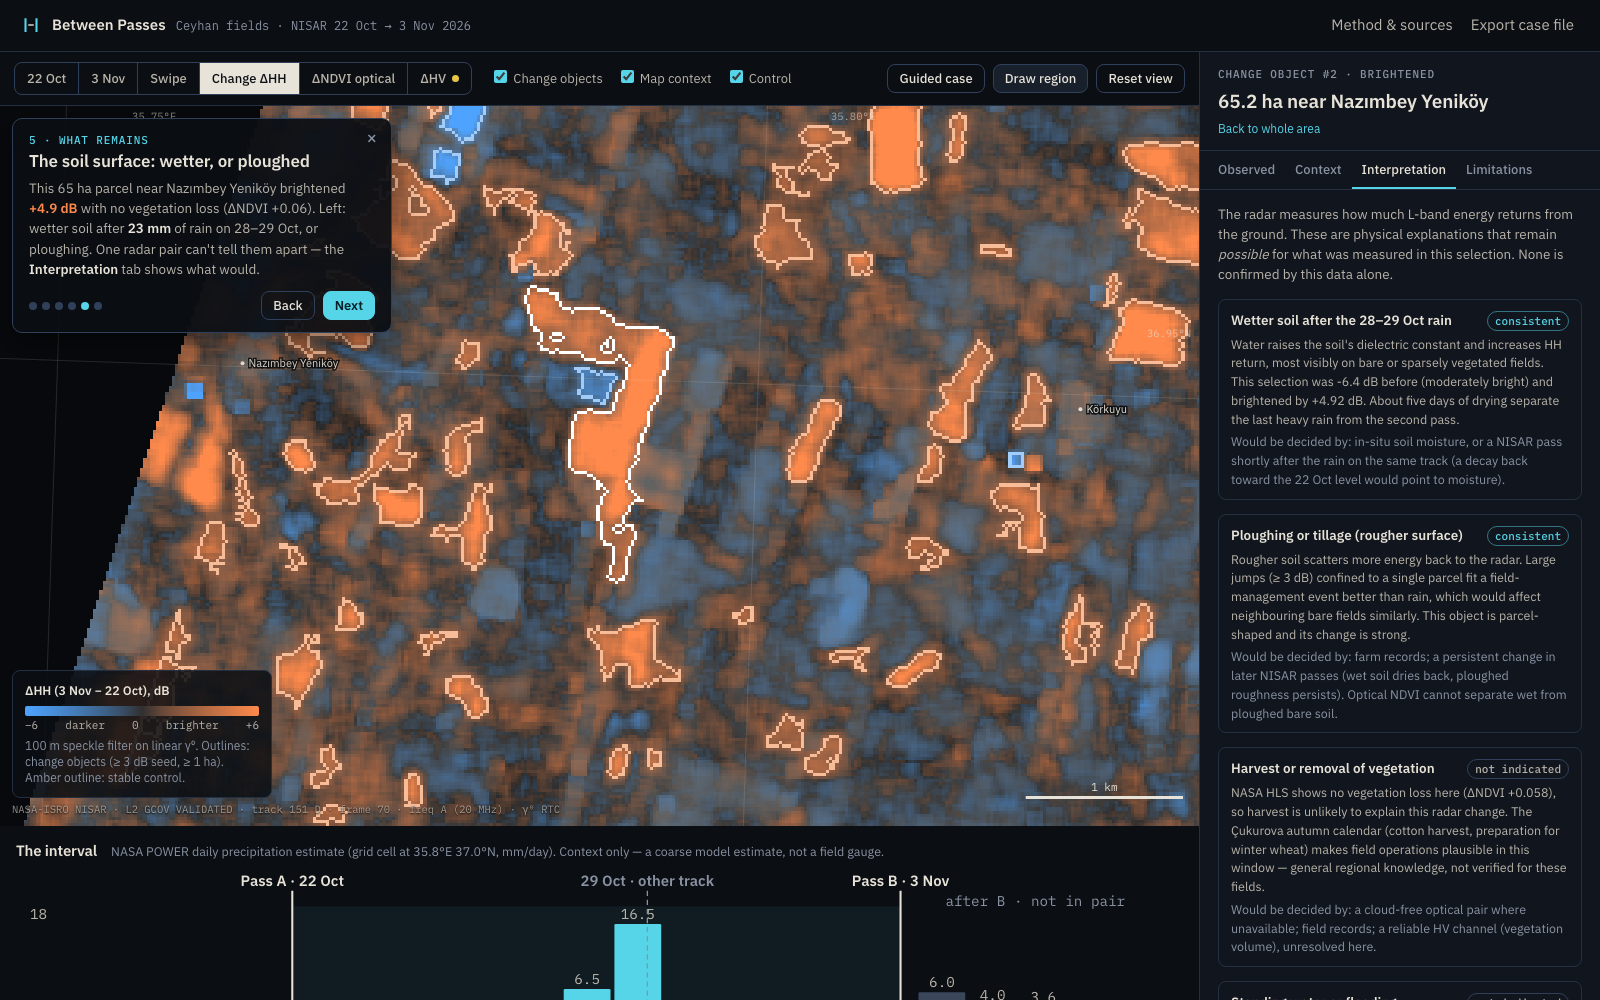 Between Passes Ceyhan fields · NISAR 22 Oct → 3 Nov 2026
Method & sources Export case file
22 Oct 3 Nov Swipe Change ΔHH ΔNDVI optical ΔHV
Change objects Map context Control
Guided case Draw region Reset view
35.75°E
35.80°
5 · WHAT REMAINS ×
The soil surface: wetter, or ploughed
This 65 ha parcel near Nazımbey Yeniköy brightened
+4.9 dB with no vegetation loss (ΔNDVI +0.06). Left:
wetter soil after 23 mm of rain on 28–29 Oct, or
ploughing. One radar pair can't tell them apart — the
Interpretation tab shows what would.
Back Next
36.95°N
Nazımbey Yeniköy
Körkuyu
ΔHH (3 Nov – 22 Oct), dB
−6 darker 0 brighter +6
100 m speckle filter on linear γ°. Outlines:
change objects (≥ 3 dB seed, ≥ 1 ha).
Amber outline: stable control.
1 km
NASA-ISRO NISAR · L2 GCOV VALIDATED · track 151 D · frame 70 · freq A (20 MHz) · γ° RTC
The interval NASA POWER daily precipitation estimate (grid cell at 35.8°E 37.0°N, mm/day). Context only — a coarse model estimate, not a field gauge.
Pass A · 22 Oct 29 Oct · other track Pass B · 3 Nov
after B · not in pair
18
16.5
6.5
6.0
4.0
3.6
CHANGE OBJECT #2 · BRIGHTENED
65.2 ha near Nazımbey Yeniköy
Back to whole area
Observed Context Interpretation Limitations
The radar measures how much L-band energy returns from
the ground. These are physical explanations that remain
possible for what was measured in this selection. None is
confirmed by this data alone.
Wetter soil after the 28–29 Oct rain consistent
Water raises the soil's dielectric constant and increases HH
return, most visibly on bare or sparsely vegetated fields.
This selection was -6.4 dB before (moderately bright) and
brightened by +4.92 dB. About five days of drying separate
the last heavy rain from the second pass.
Would be decided by: in-situ soil moisture, or a NISAR pass
shortly after the rain on the same track (a decay back
toward the 22 Oct level would point to moisture).
Ploughing or tillage (rougher surface) consistent
Rougher soil scatters more energy back to the radar. Large
jumps (≥ 3 dB) confined to a single parcel fit a field-
management event better than rain, which would affect
neighbouring bare fields similarly. This object is parcel-
shaped and its change is strong.
Would be decided by: farm records; a persistent change in
later NISAR passes (wet soil dries back, ploughed
roughness persists). Optical NDVI cannot separate wet from
ploughed bare soil.
Harvest or removal of vegetation not indicated
NASA HLS shows no vegetation loss here (ΔNDVI +0.058),
so harvest is unlikely to explain this radar change. The
Çukurova autumn calendar (cotton harvest, preparation for
winter wheat) makes field operations plausible in this
window — general regional knowledge, not verified for these
fields.
Would be decided by: a cloud-free optical pair where
unavailable; field records; a reliable HV channel (vegetation
volume), unresolved here.